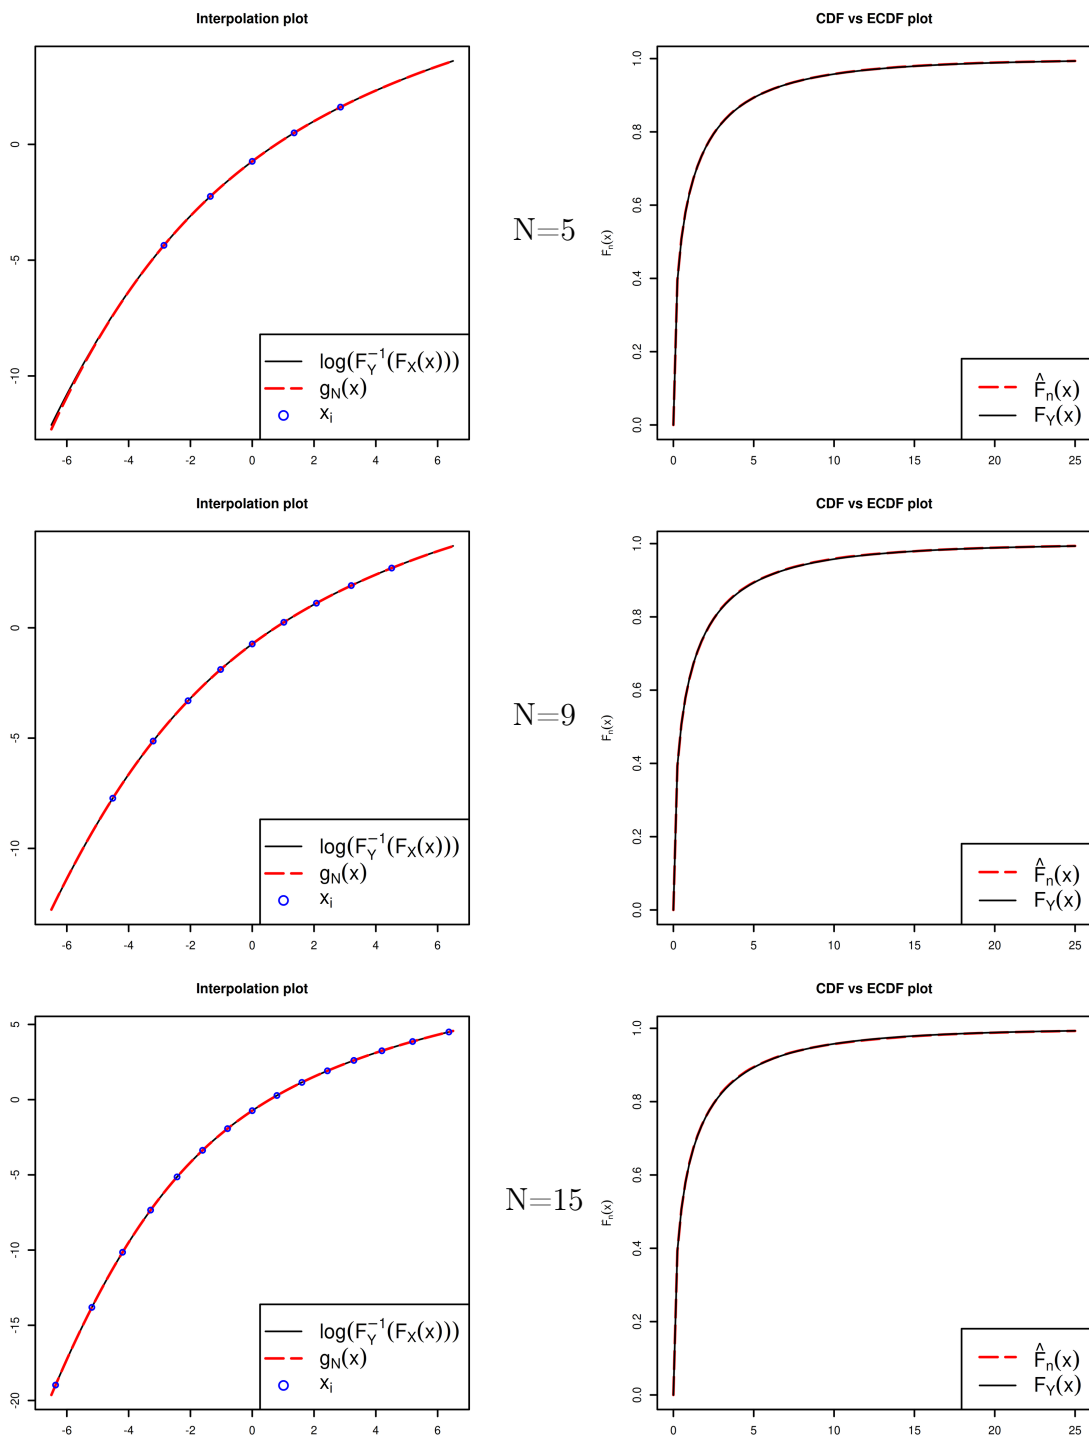 Interpolation plot
0
-5
-10
-6 -4 -2 0 2 4 6
log(F_Y^{-1}(F_X(x)))
g_N(x)
x_i
N=5
CDF vs ECDF plot
F_n(x)
1.0
0.8
0.6
0.4
0.2
0.0
0 5 10 15 20 25
F̂_n(x)
F_Y(x)
Interpolation plot
0
-5
-10
-6 -4 -2 0 2 4 6
log(F_Y^{-1}(F_X(x)))
g_N(x)
x_i
N=9
CDF vs ECDF plot
F_n(x)
1.0
0.8
0.6
0.4
0.2
0.0
0 5 10 15 20 25
F̂_n(x)
F_Y(x)
Interpolation plot
5
0
-5
-10
-15
-20
-6 -4 -2 0 2 4 6
log(F_Y^{-1}(F_X(x)))
g_N(x)
x_i
N=15
CDF vs ECDF plot
F_n(x)
1.0
0.8
0.6
0.4
0.2
0.0
0 5 10 15 20 25
F̂_n(x)
F_Y(x)